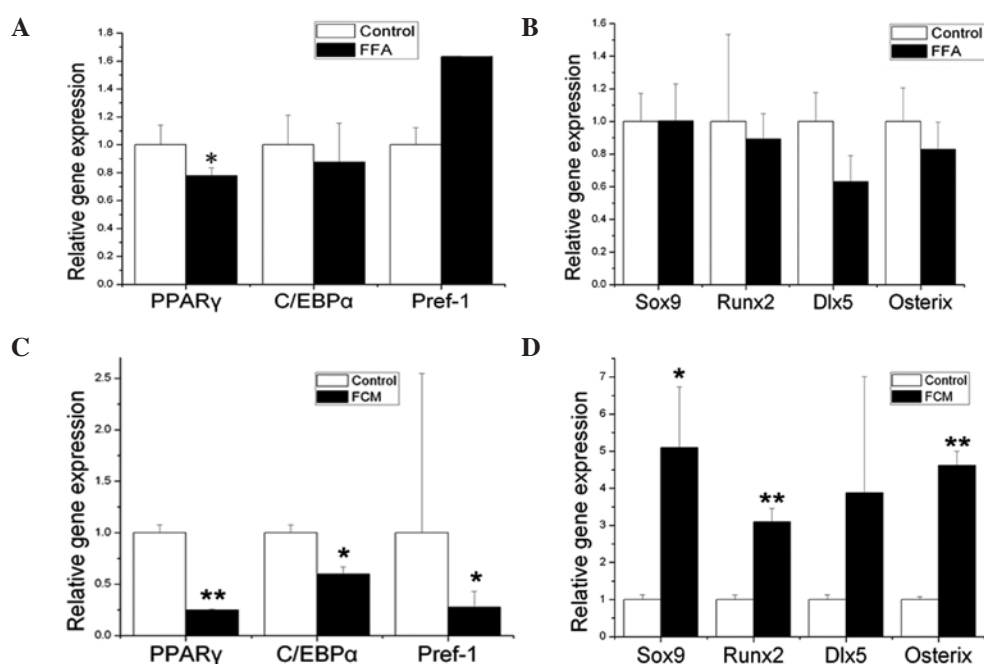 A
Relative gene expression
1.8
1.6
1.4
1.2
1.0
0.8
0.6
0.4
0.2
0.0
Control
FFA
*
PPARγ C/EBPα Pref-1
B
Relative gene expression
1.6
1.4
1.2
1.0
0.8
0.6
0.4
0.2
0.0
Control
FFA
Sox9 Runx2 Dlx5 Osterix
C
Relative gene expression
2.5
2.0
1.5
1.0
0.5
0.0
Control
FCM
** * *
PPARγ C/EBPα Pref-1
D
Relative gene expression
7
6
5
4
3
2
1
0
Control
FCM
* ** **
Sox9 Runx2 Dlx5 Osterix